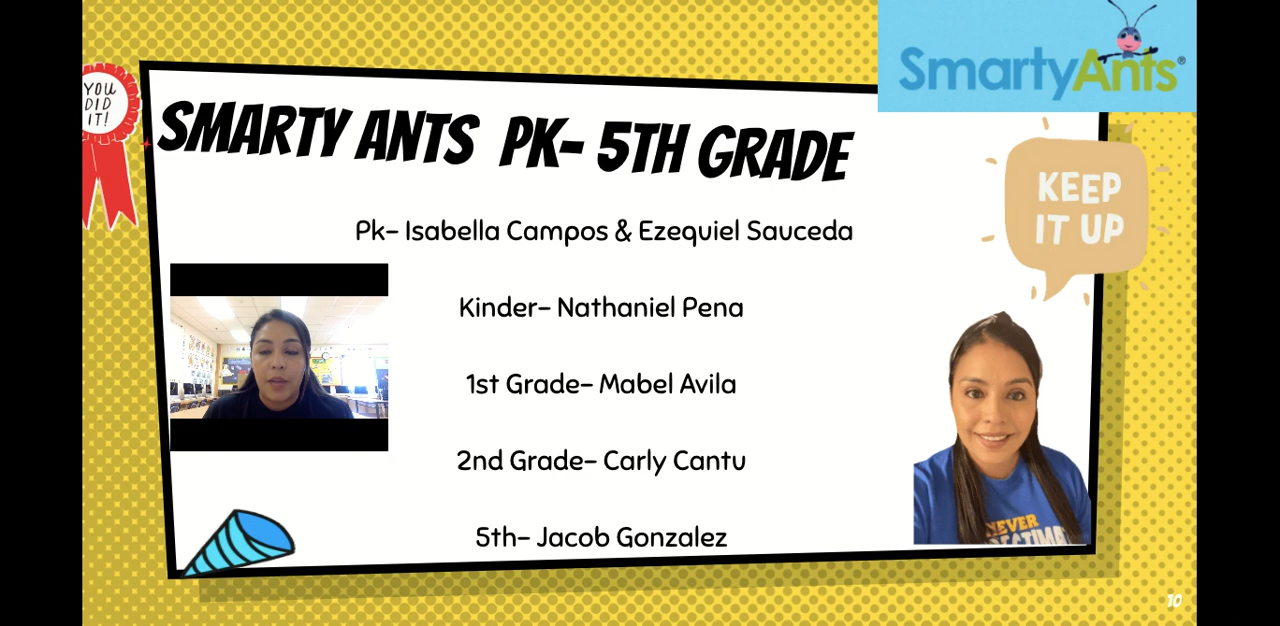 SmartyAnts®
YOU
DID
IT!
SMARTY ANTS PK- 5TH GRADE
KEEP
IT UP
Pk- Isabella Campos & Ezequiel Sauceda
Kinder- Nathaniel Pena
1st Grade- Mabel Avila
2nd Grade- Carly Cantu
5th- Jacob Gonzalez
NEVER
10